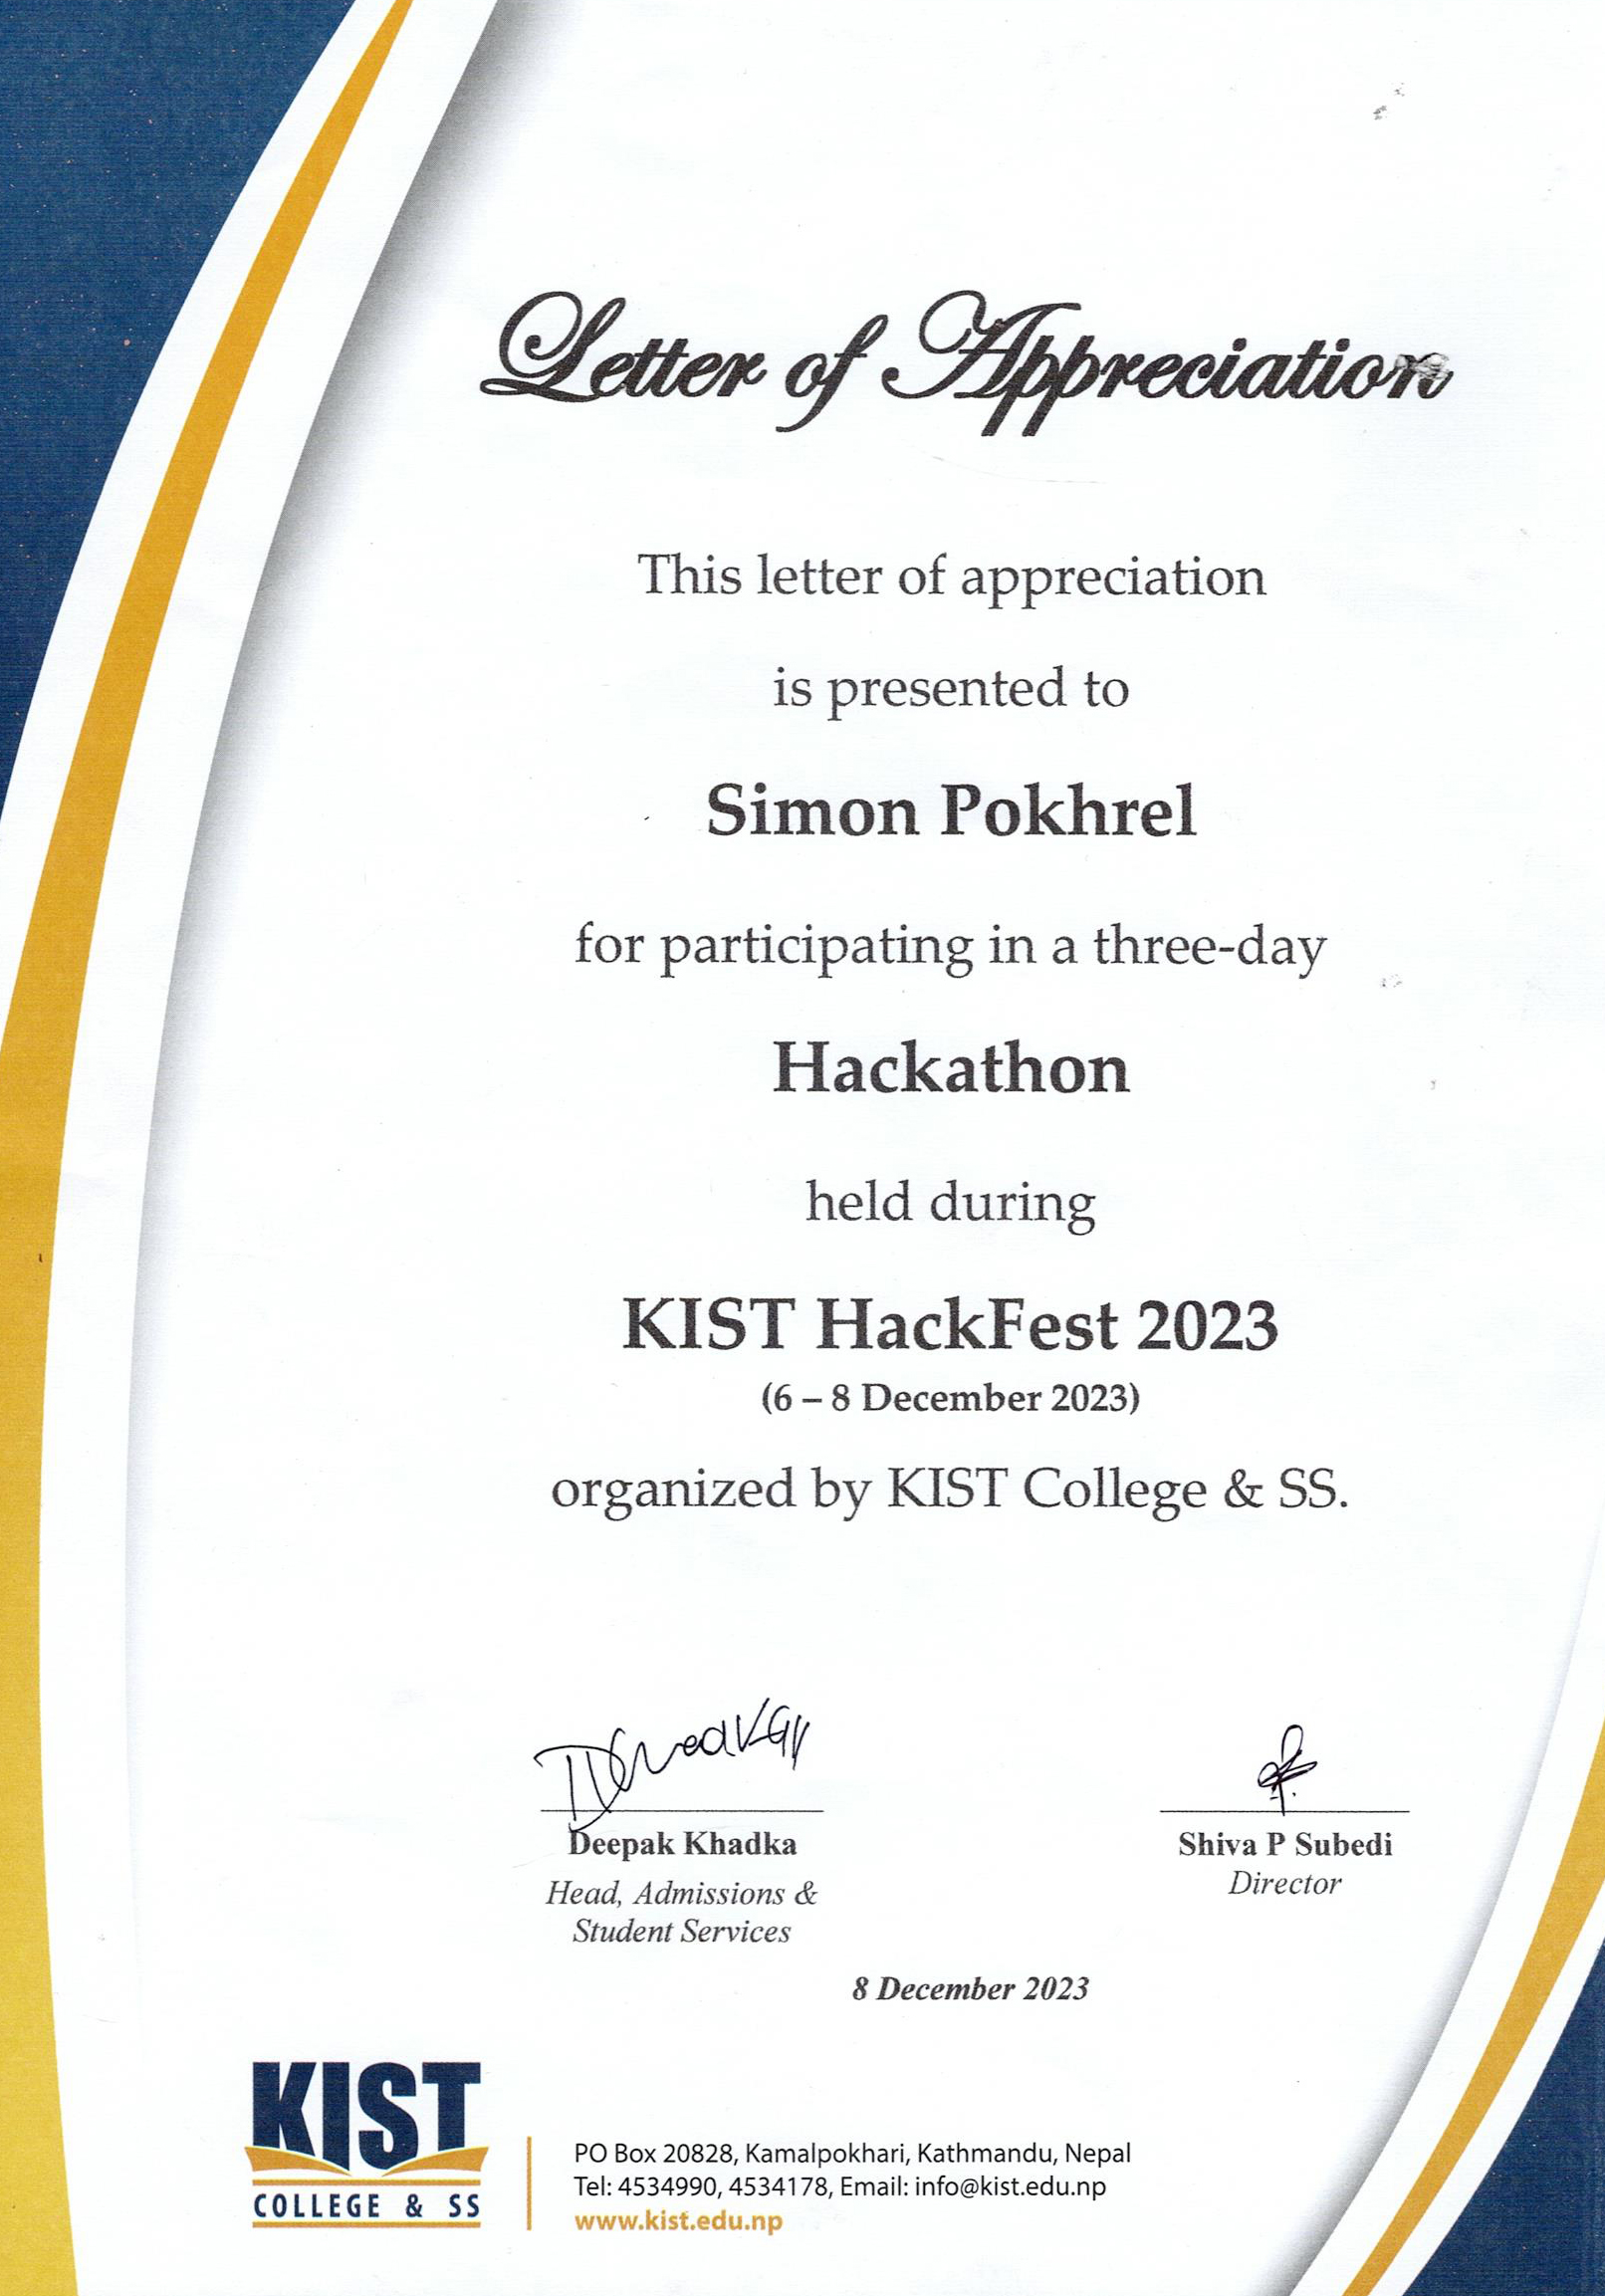 Letter of Appreciation
This letter of appreciation
is presented to
Simon Pokhrel
for participating in a three-day
Hackathon
held during
KIST HackFest 2023
(6 – 8 December 2023)
organized by KIST College & SS.
Deepak Khadka
Head, Admissions &
Student Services
Shiva P Subedi
Director
8 December 2023
KIST
COLLEGE & SS
PO Box 20828, Kamalpokhari, Kathmandu, Nepal
Tel: 4534990, 4534178, Email: info@kist.edu.np
www.kist.edu.np